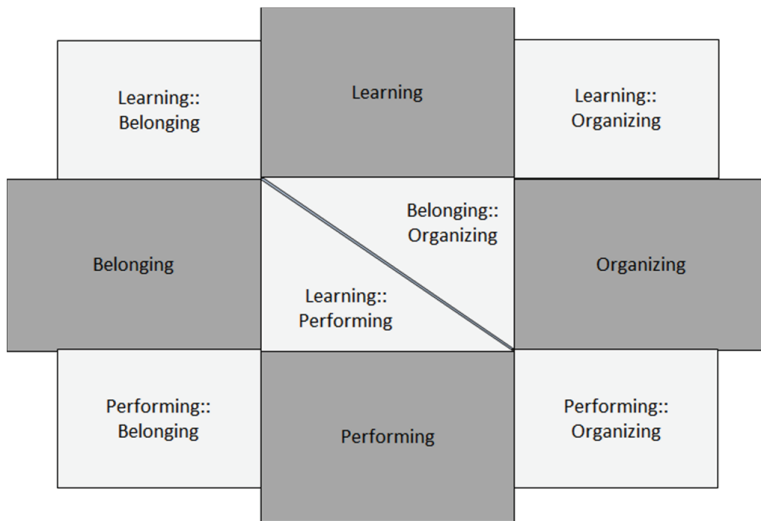 Learning::
Belonging
Learning
Learning::
Organizing
Belonging
Belonging::
Organizing
Learning::
Performing
Organizing
Performing::
Belonging
Performing
Performing::
Organizing